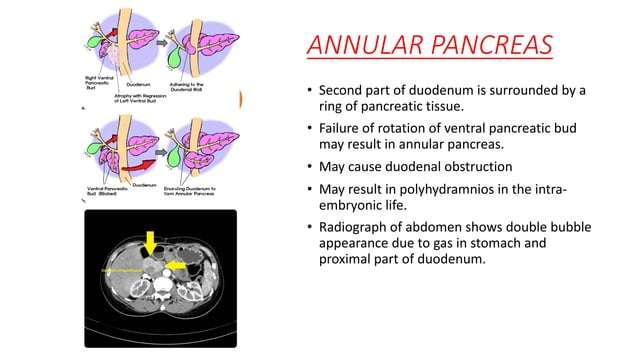 ANNULAR PANCREAS
Right Ventral
Pancreatic
Bud
Duodenum
Atrophy with Regression
of Left Ventral Bud
Adhering to the
Duodenal Wall
Ventral Pancreatic
Bud (Bilobed)
Duodenum
Encircling Duodenum to
form Annular Pancreas
• Second part of duodenum is surrounded by a
ring of pancreatic tissue.
• Failure of rotation of ventral pancreatic bud
may result in annular pancreas.
• May cause duodenal obstruction
• May result in polyhydramnios in the intra-
embryonic life.
• Radiograph of abdomen shows double bubble
appearance due to gas in stomach and
proximal part of duodenum.